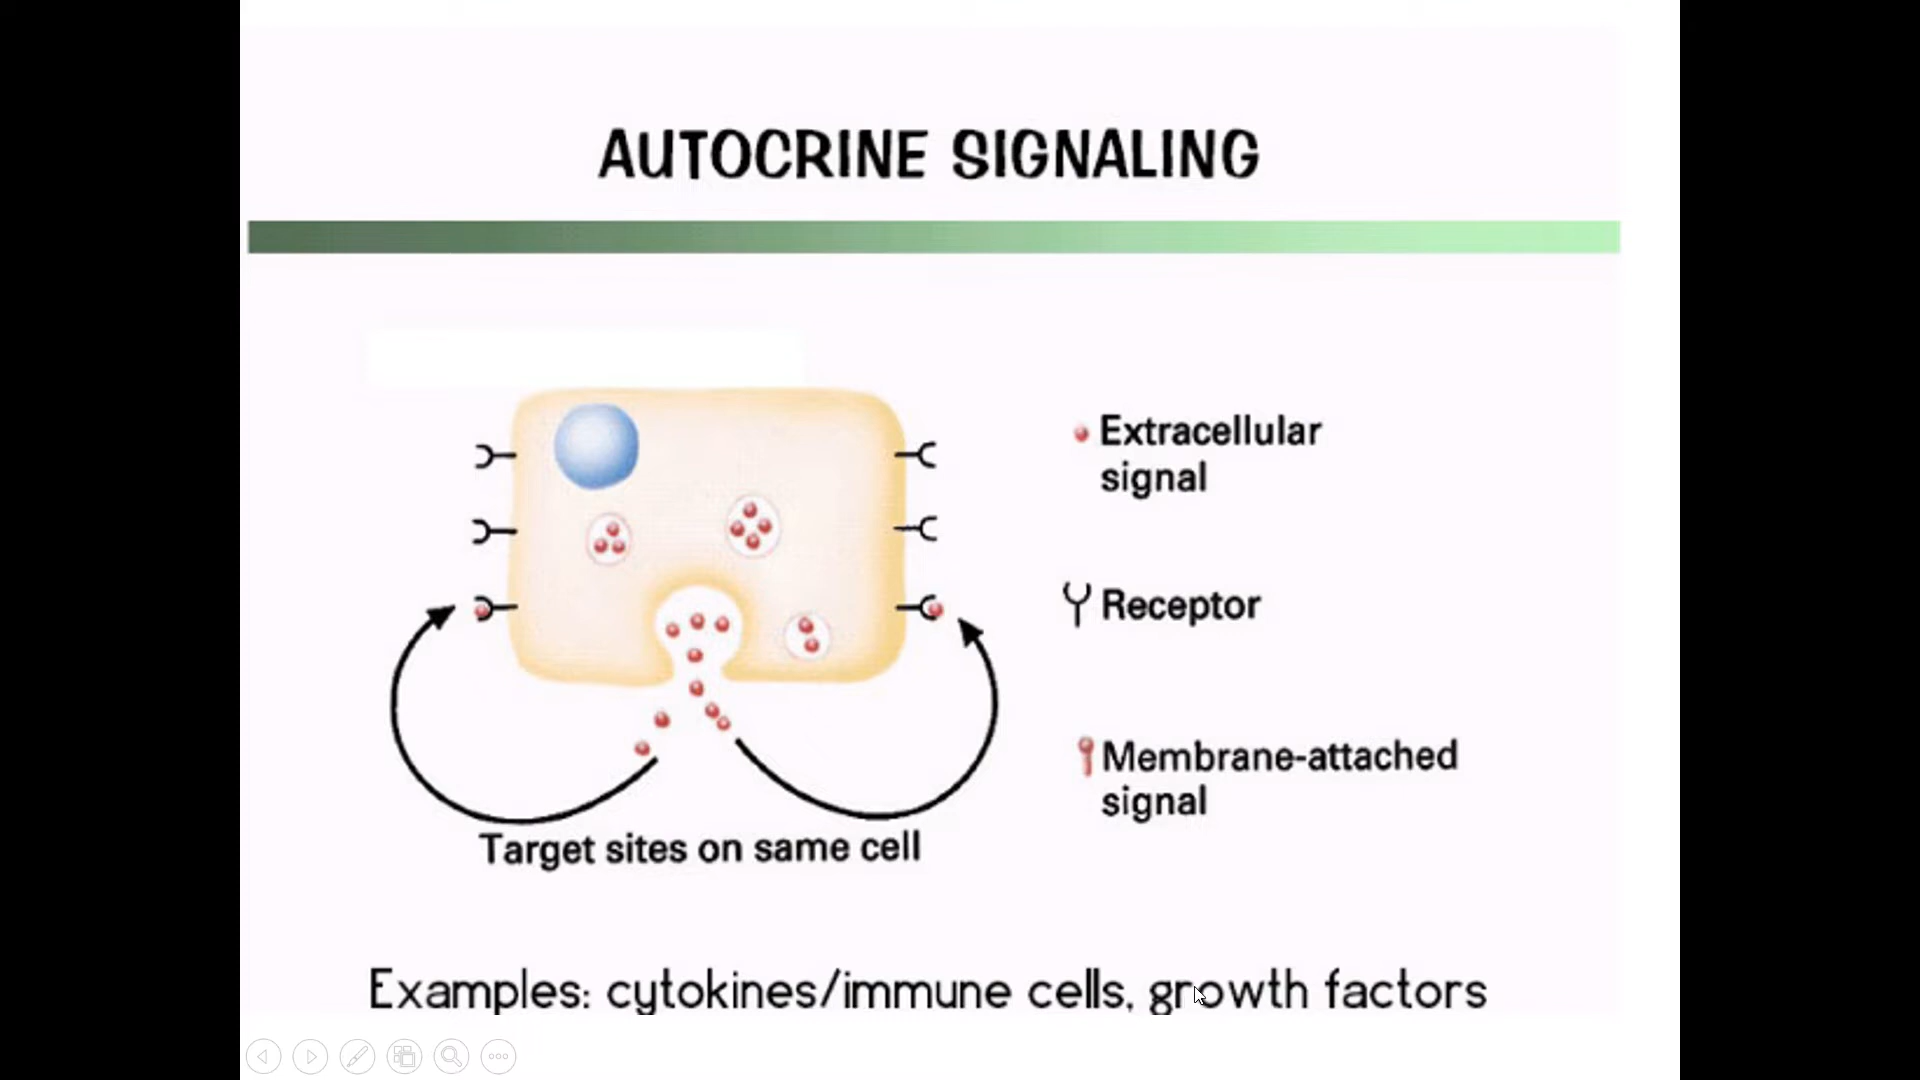 AUTOCRINE SIGNALING
Extracellular
signal
Receptor
Membrane-attached
signal
Target sites on same cell
Examples: cytokines/immune cells, growth factors